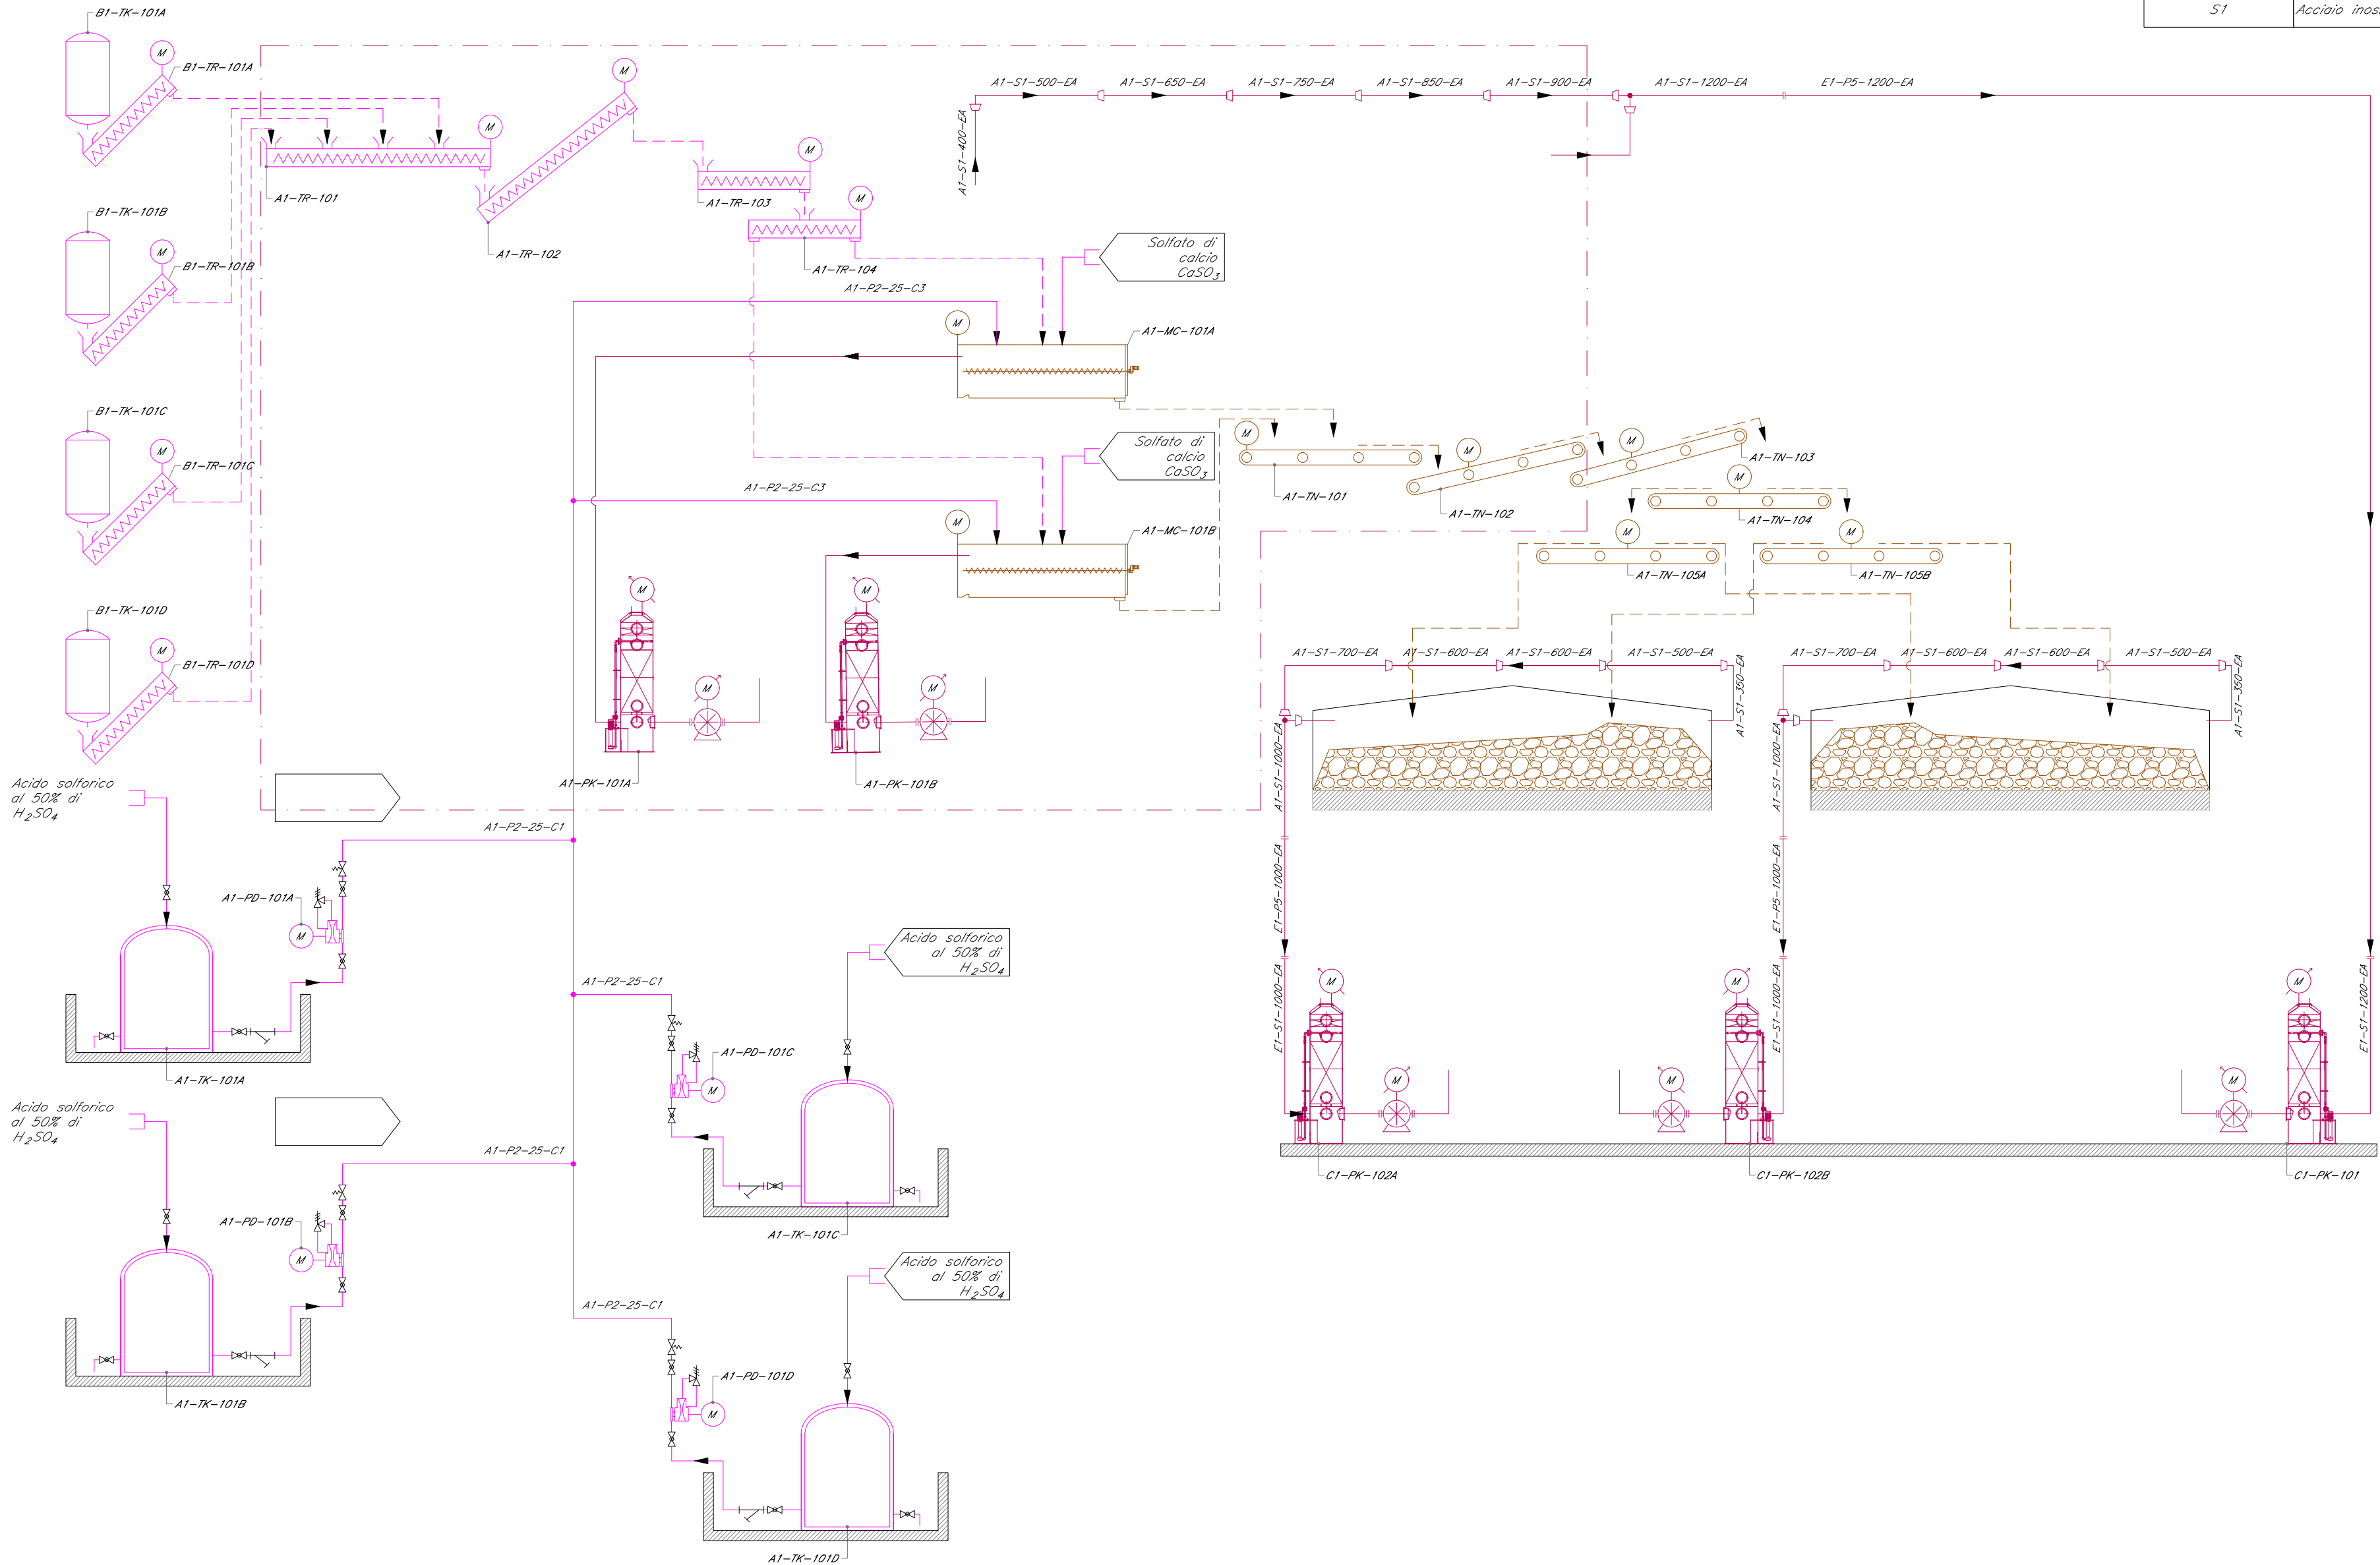 S1
Acciaio inos
B1-TK-101A
M
B1-TR-101A
M
A1-S1-500-EA
A1-S1-650-EA
A1-S1-750-EA
A1-S1-850-EA
A1-S1-900-EA
A1-S1-1200-EA
E1-P5-1200-EA
A1-S1-400-EA
M
A1-TR-101
M
A1-TR-103
M
B1-TK-101B
M
B1-TR-101B
A1-TR-102
M
A1-TR-104
Solfato di
calcio
CaSO3
A1-P2-25-C3
M
A1-MC-101A
B1-TK-101C
M
B1-TR-101C
Solfato di
calcio
CaSO3
M
A1-TN-101
M
A1-TN-102
M
A1-TN-103
M
A1-TN-104
A1-P2-25-C3
M
A1-MC-101B
M
A1-TN-105A
M
A1-TN-105B
B1-TK-101D
M
B1-TR-101D
M
M
A1-PK-101A
M
M
A1-PK-101B
A1-S1-700-EA
A1-S1-600-EA
A1-S1-600-EA
A1-S1-500-EA
A1-S1-350-EA
A1-S1-700-EA
A1-S1-600-EA
A1-S1-600-EA
A1-S1-500-EA
A1-S1-350-EA
A1-S1-1000-EA
A1-S1-1000-EA
E1-P5-1000-EA
E1-P5-1000-EA
E1-S1-1000-EA
E1-S1-1000-EA
E1-S1-1200-EA
Acido solforico
al 50% di
H2SO4
A1-P2-25-C1
A1-PD-101A
M
A1-TK-101A
Acido solforico
al 50% di
H2SO4
A1-P2-25-C1
A1-PD-101C
M
A1-TK-101C
M
M
C1-PK-102A
M
M
C1-PK-102B
M
M
C1-PK-101
Acido solforico
al 50% di
H2SO4
A1-P2-25-C1
A1-PD-101B
M
A1-TK-101B
Acido solforico
al 50% di
H2SO4
A1-P2-25-C1
A1-PD-101D
M
A1-TK-101D